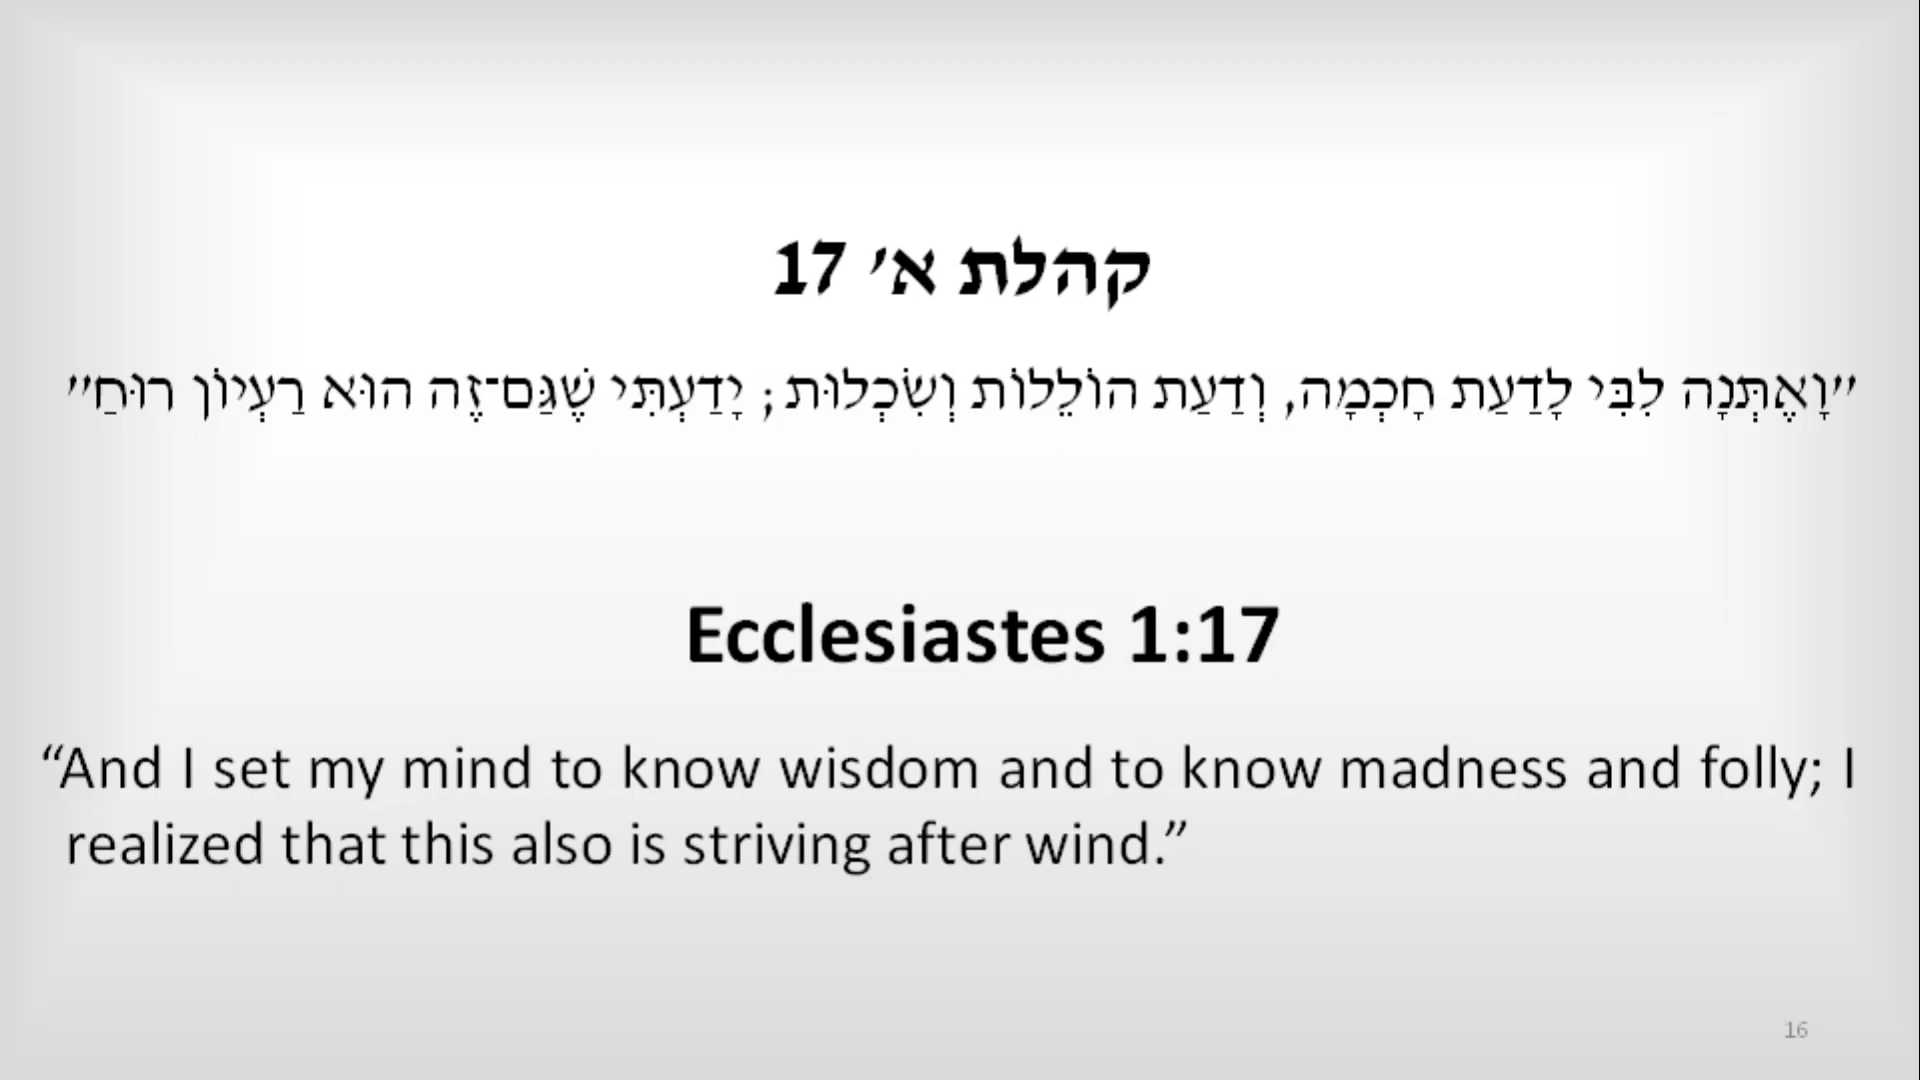 קהלת א׳ 17
״וָאֶתְּנָה לִבִּי לָדַעַת חָכְמָה, וְדַעַת הוֹלֵלוֹת וְשִׂכְלוּת ; יָדַעְתִּי שֶׁגַּם־זֶה הוּא רַעְיוֹן רוּחַ״
Ecclesiastes 1:17
“And I set my mind to know wisdom and to know madness and folly; I
realized that this also is striving after wind.”
16